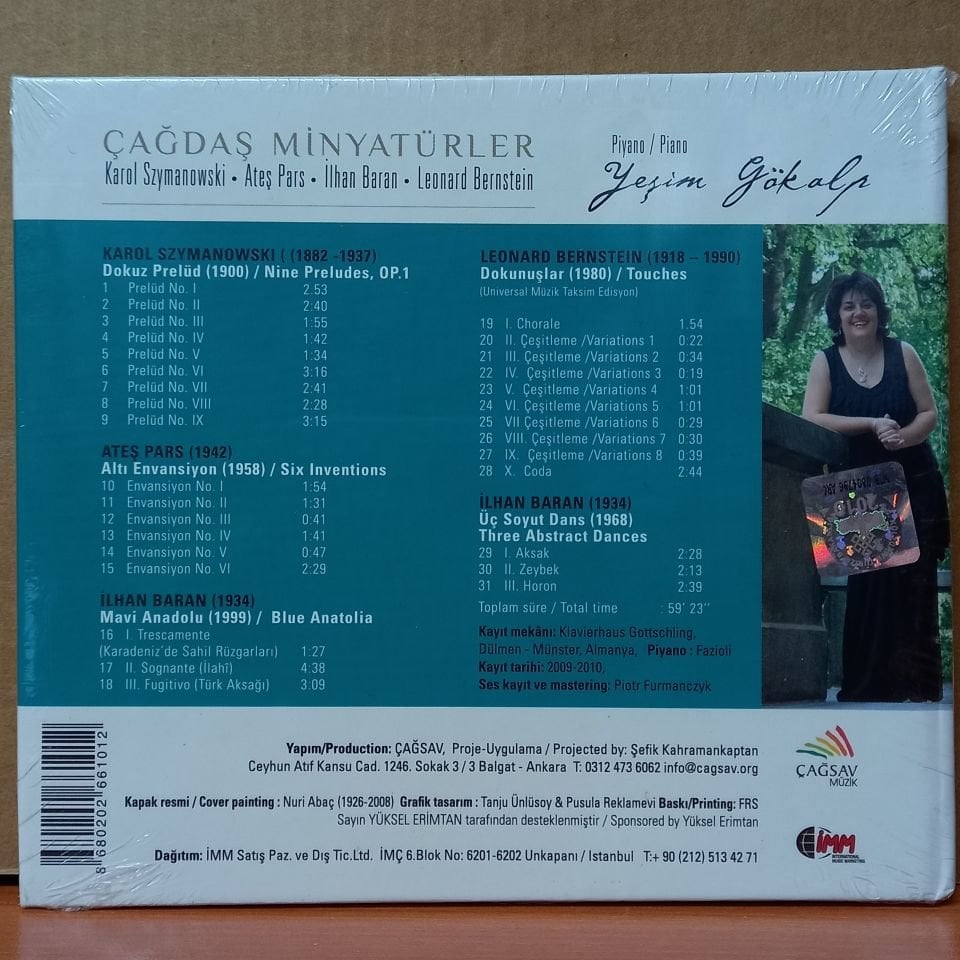 ÇAĞDAŞ MİNYATÜRLER
Karol Szymanowski • Ateş Pars • İlhan Baran • Leonard Bernstein
Piyano / Piano
Yeşim Gökalp
KAROL SZYMANOWSKI ( (1882 -1937)
Dokuz Prelüd (1900) / Nine Preludes, OP.1
1 Prelüd No. I 2.53
2 Prelüd No. II 2:40
3 Prelüd No. III 1:55
4 Prelüd No. IV 1:42
5 Prelüd No. V 1:34
6 Prelüd No. VI 3:16
7 Prelüd No. VII 2:41
8 Prelüd No. VIII 2:28
9 Prelüd No. IX 3:15
ATEŞ PARS (1942)
Altı Envansiyon (1958) / Six Inventions
10 Envansiyon No. I 1:54
11 Envansiyon No. II 1:31
12 Envansiyon No. III 0:41
13 Envansiyon No. IV 1:41
14 Envansiyon No. V 0:47
15 Envansiyon No. VI 2:29
İLHAN BARAN (1934)
Mavi Anadolu (1999) / Blue Anatolia
16 I. Trescamente
(Karadeniz'de Sahil Rüzgarları) 1:27
17 II. Sognante (İlahî) 4:38
18 III. Fugitivo (Türk Aksağı) 3:09
LEONARD BERNSTEIN (1918 – 1990)
Dokunuşlar (1980) / Touches
(Universal Müzik Taksim Edisyon)
19 I. Chorale 1.54
20 II. Çeşitleme /Variations 1 0:22
21 III. Çeşitleme /Variations 2 0:34
22 IV. Çeşitleme /Variations 3 0:19
23 V. Çeşitleme /Variations 4 1:01
24 VI. Çeşitleme /Variations 5 1:01
25 VII Çeşitleme /Variations 6 0:29
26 VIII. Çeşitleme /Variations 7 0:30
27 IX. Çeşitleme /Variations 8 0:39
28 X. Coda 2:44
İLHAN BARAN (1934)
Üç Soyut Dans (1968)
Three Abstract Dances
29 I. Aksak 2:28
30 II. Zeybek 2:13
31 III. Horon 2:39
Toplam süre / Total time : 59' 23''
Kayıt mekânı: Klavierhaus Gottschling,
Dülmen - Münster, Almanya, Piyano : Fazioli
Kayıt tarihi: 2009-2010,
Ses kayıt ve mastering: Piotr Furmanczyk
8 680202 661012
Yapım/Production: ÇAĞSAV, Proje-Uygulama / Projected by: Şefik Kahramankaptan
Ceyhun Atıf Kansu Cad. 1246. Sokak 3 / 3 Balgat - Ankara T: 0312 473 6062 info@cagsav.org
ÇAĞSAV
MÜZİK
Kapak resmi / Cover painting : Nuri Abaç (1926-2008) Grafik tasarım : Tanju Ünlüsoy & Pusula Reklamevi Baskı/Printing: FRS
Sayın YÜKSEL ERİMTAN tarafından desteklenmiştir / Sponsored by Yüksel Erimtan
Dağıtım: İMM Satış Paz. ve Dış Tic.Ltd. İMÇ 6.Blok No: 6201-6202 Unkapanı / Istanbul T:+ 90 (212) 513 42 71
İMM
INTERNATIONAL
MUSIC MARKETING